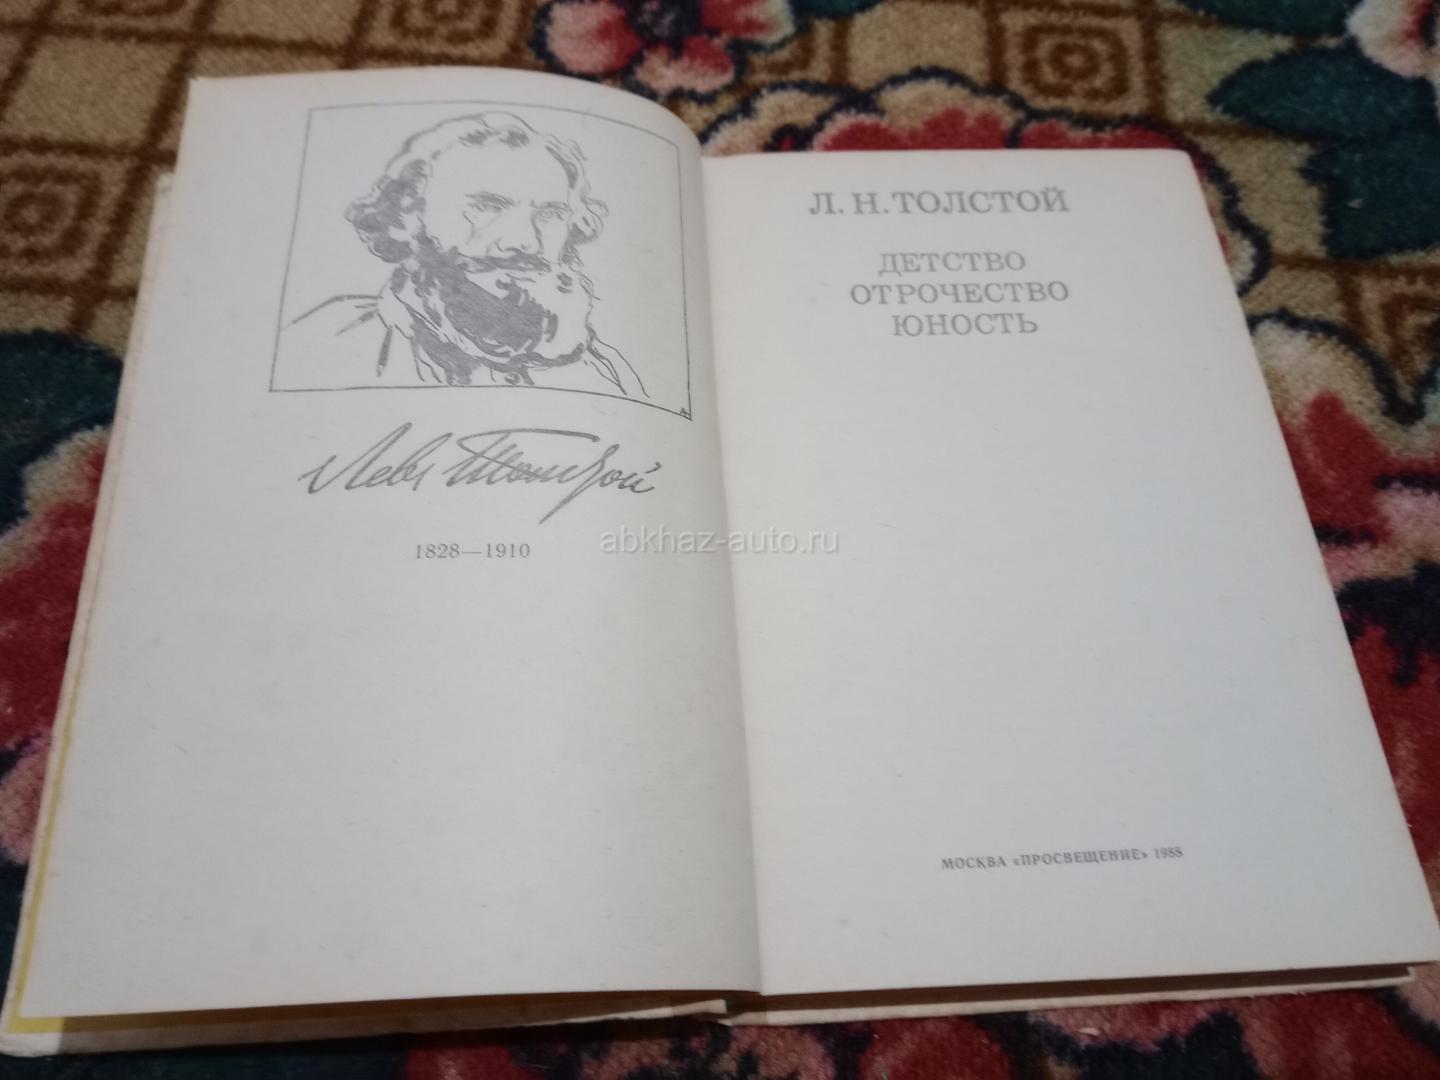 Левъ Толстой
1828—1910
Л. Н. ТОЛСТОЙ
ДЕТСТВО
ОТРОЧЕСТВО
ЮНОСТЬ
МОСКВА «ПРОСВЕЩЕНИЕ» 1988
abkhaz-auto.ru